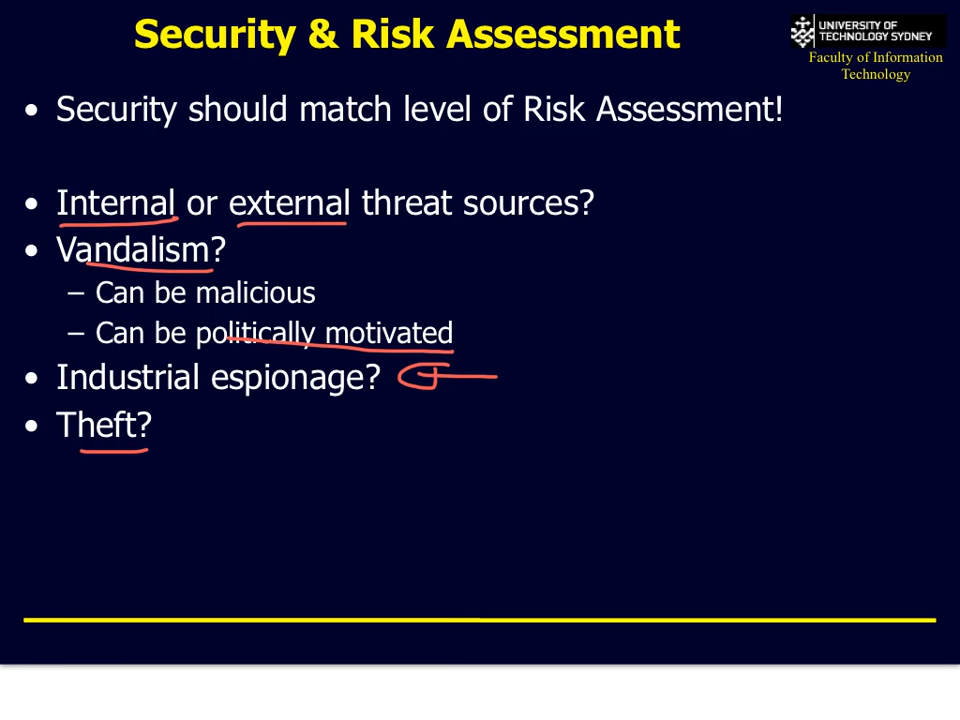 Security & Risk Assessment
UNIVERSITY OF
TECHNOLOGY SYDNEY
Faculty of Information
Technology
• Security should match level of Risk Assessment!
• Internal or external threat sources?
• Vandalism?
– Can be malicious
– Can be politically motivated
• Industrial espionage?
• Theft?